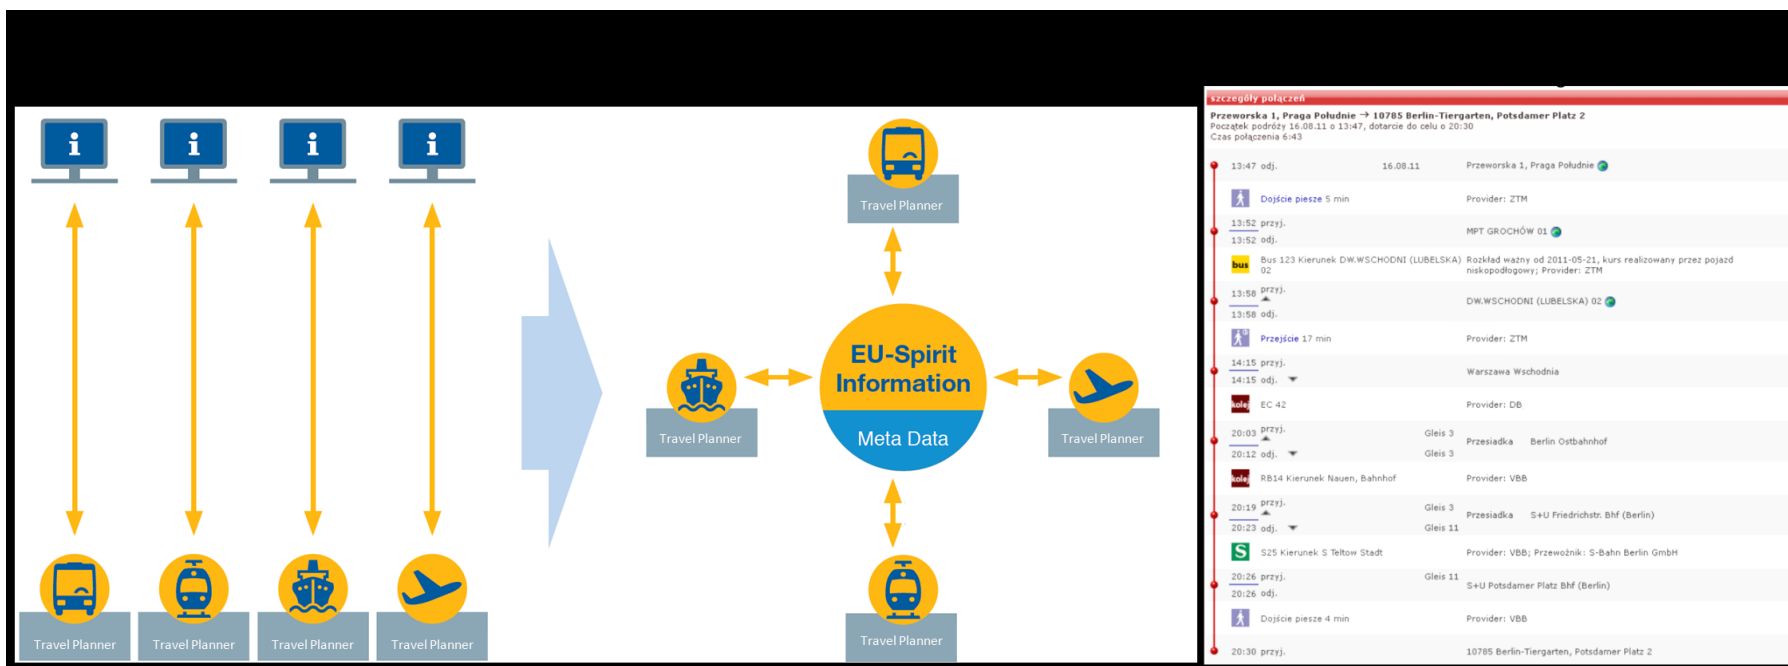 i
i
i
i
Travel Planner
Travel Planner
Travel Planner
Travel Planner
Travel Planner
Travel Planner
EU-Spirit
Information
Meta Data
Travel Planner
Travel Planner
szczegóły połączeń
Przeworska 1, Praga Południe → 10785 Berlin-Tiergarten, Potsdamer Platz 2
Początek podróży 16.08.11 o 13:47, dotarcie do celu o 20:30
Czas połączenia 6:43
13:47 odj. 16.08.11 Przeworska 1, Praga Południe
Dojście piesze 5 min Provider: ZTM
13:52 przyj.
MPT GROCHÓW 01
13:52 odj.
bus Bus 123 Kierunek DW.WSCHODNI (LUBELSKA) Rozkład ważny od 2011-05-21, kurs realizowany przez pojazd
02 niskopodłogowy; Provider: ZTM
13:58 przyj.
DW.WSCHODNI (LUBELSKA) 02
13:58 odj.
Przejście 17 min Provider: ZTM
14:15 przyj.
Warszawa Wschodnia
14:15 odj.
kolej EC 42 Provider: DB
20:03 przyj. Gleis 3
Przesiadka Berlin Ostbahnhof
20:12 odj. Gleis 3
kolej RB14 Kierunek Nauen, Bahnhof Provider: VBB
20:19 przyj. Gleis 3
Przesiadka S+U Friedrichstr. Bhf (Berlin)
20:23 odj. Gleis 11
S S25 Kierunek S Teltow Stadt Provider: VBB; Przewoźnik: S-Bahn Berlin GmbH
20:26 przyj. Gleis 11
S+U Potsdamer Platz Bhf (Berlin)
20:26 odj.
Dojście piesze 4 min Provider: VBB
20:30 przyj. 10785 Berlin-Tiergarten, Potsdamer Platz 2